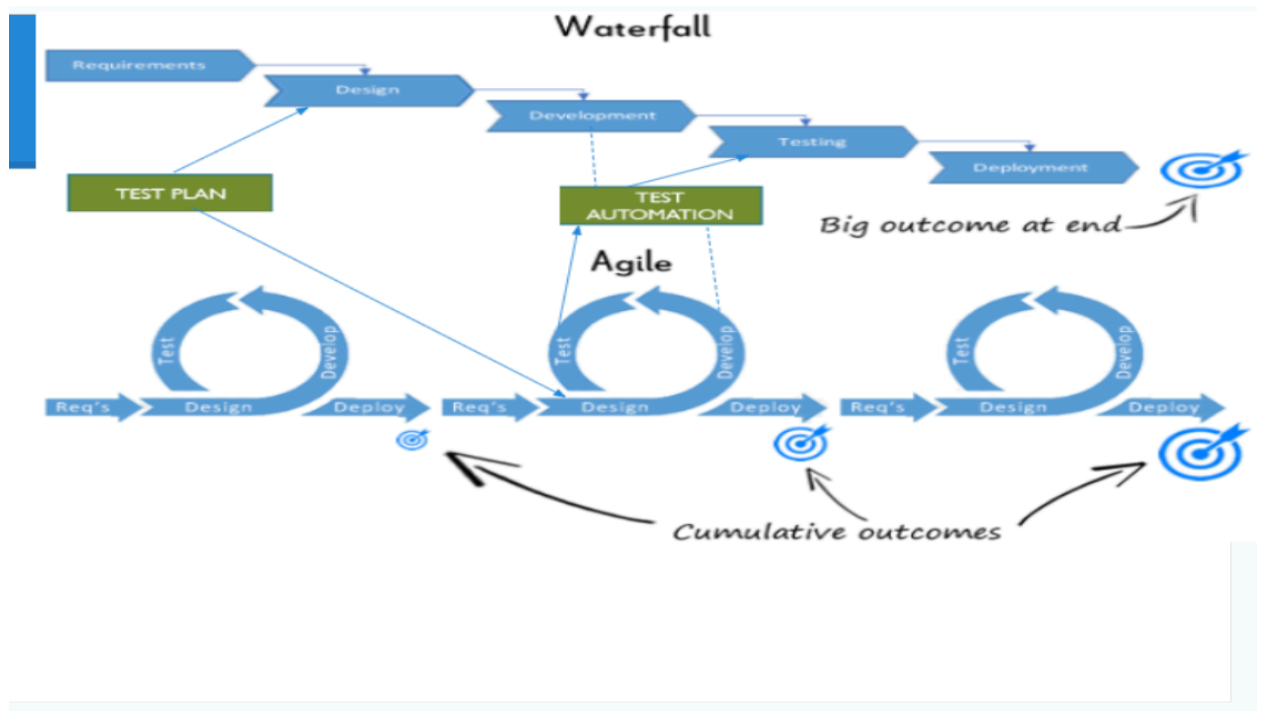 Waterfall
Requirements
Design
Development
Testing
Deployment
TEST PLAN
TEST
AUTOMATION
Big outcome at end
Agile
Test
Develop
Req's
Design
Deploy
Test
Develop
Req's
Design
Deploy
Test
Develop
Req's
Design
Deploy
Cumulative outcomes